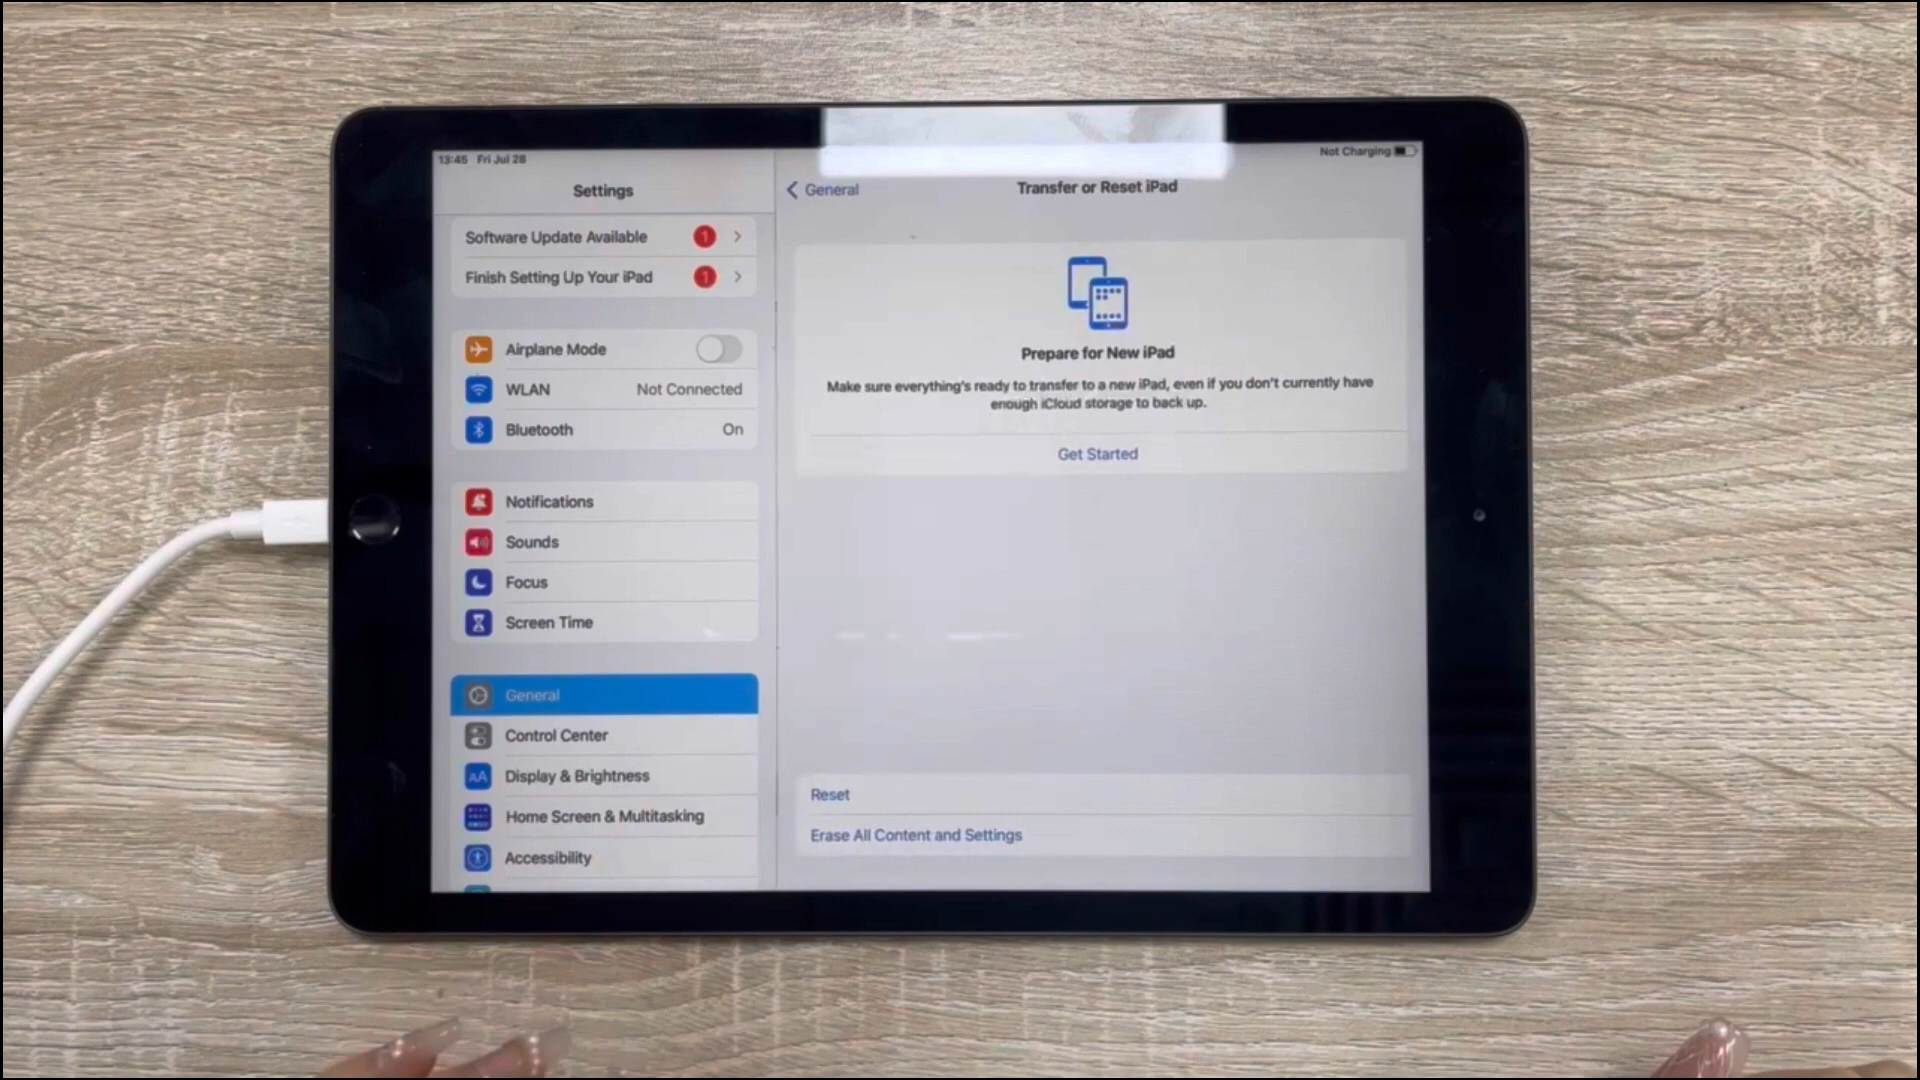 13:45 Fri Jul 28
Not Charging
Settings
Software Update Available 1
Finish Setting Up Your iPad 1
Airplane Mode
WLAN Not Connected
Bluetooth On
Notifications
Sounds
Focus
Screen Time
General
Control Center
AA Display & Brightness
Home Screen & Multitasking
Accessibility
General
Transfer or Reset iPad
Prepare for New iPad
Make sure everything's ready to transfer to a new iPad, even if you don't currently have
enough iCloud storage to back up.
Get Started
Reset
Erase All Content and Settings